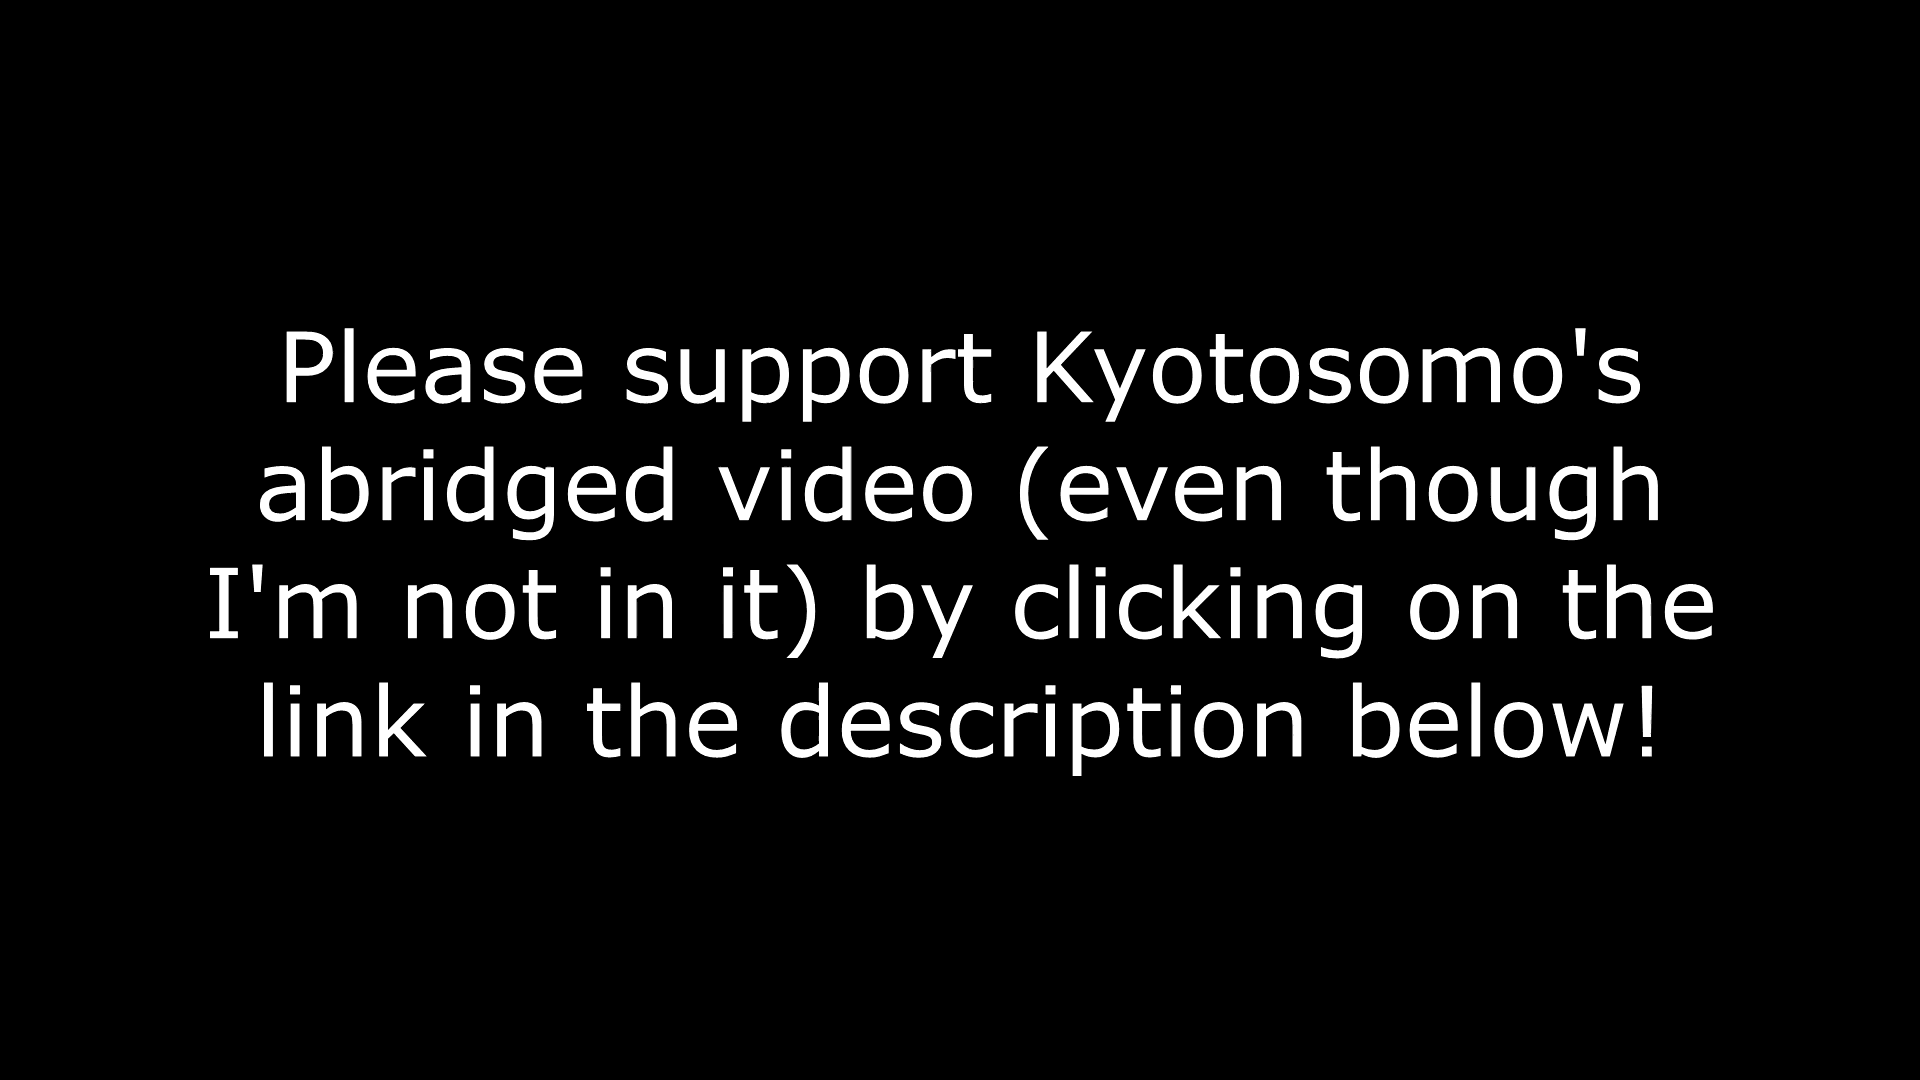 Please support Kyotosomo's
abridged video (even though
I'm not in it) by clicking on the
link in the description below!